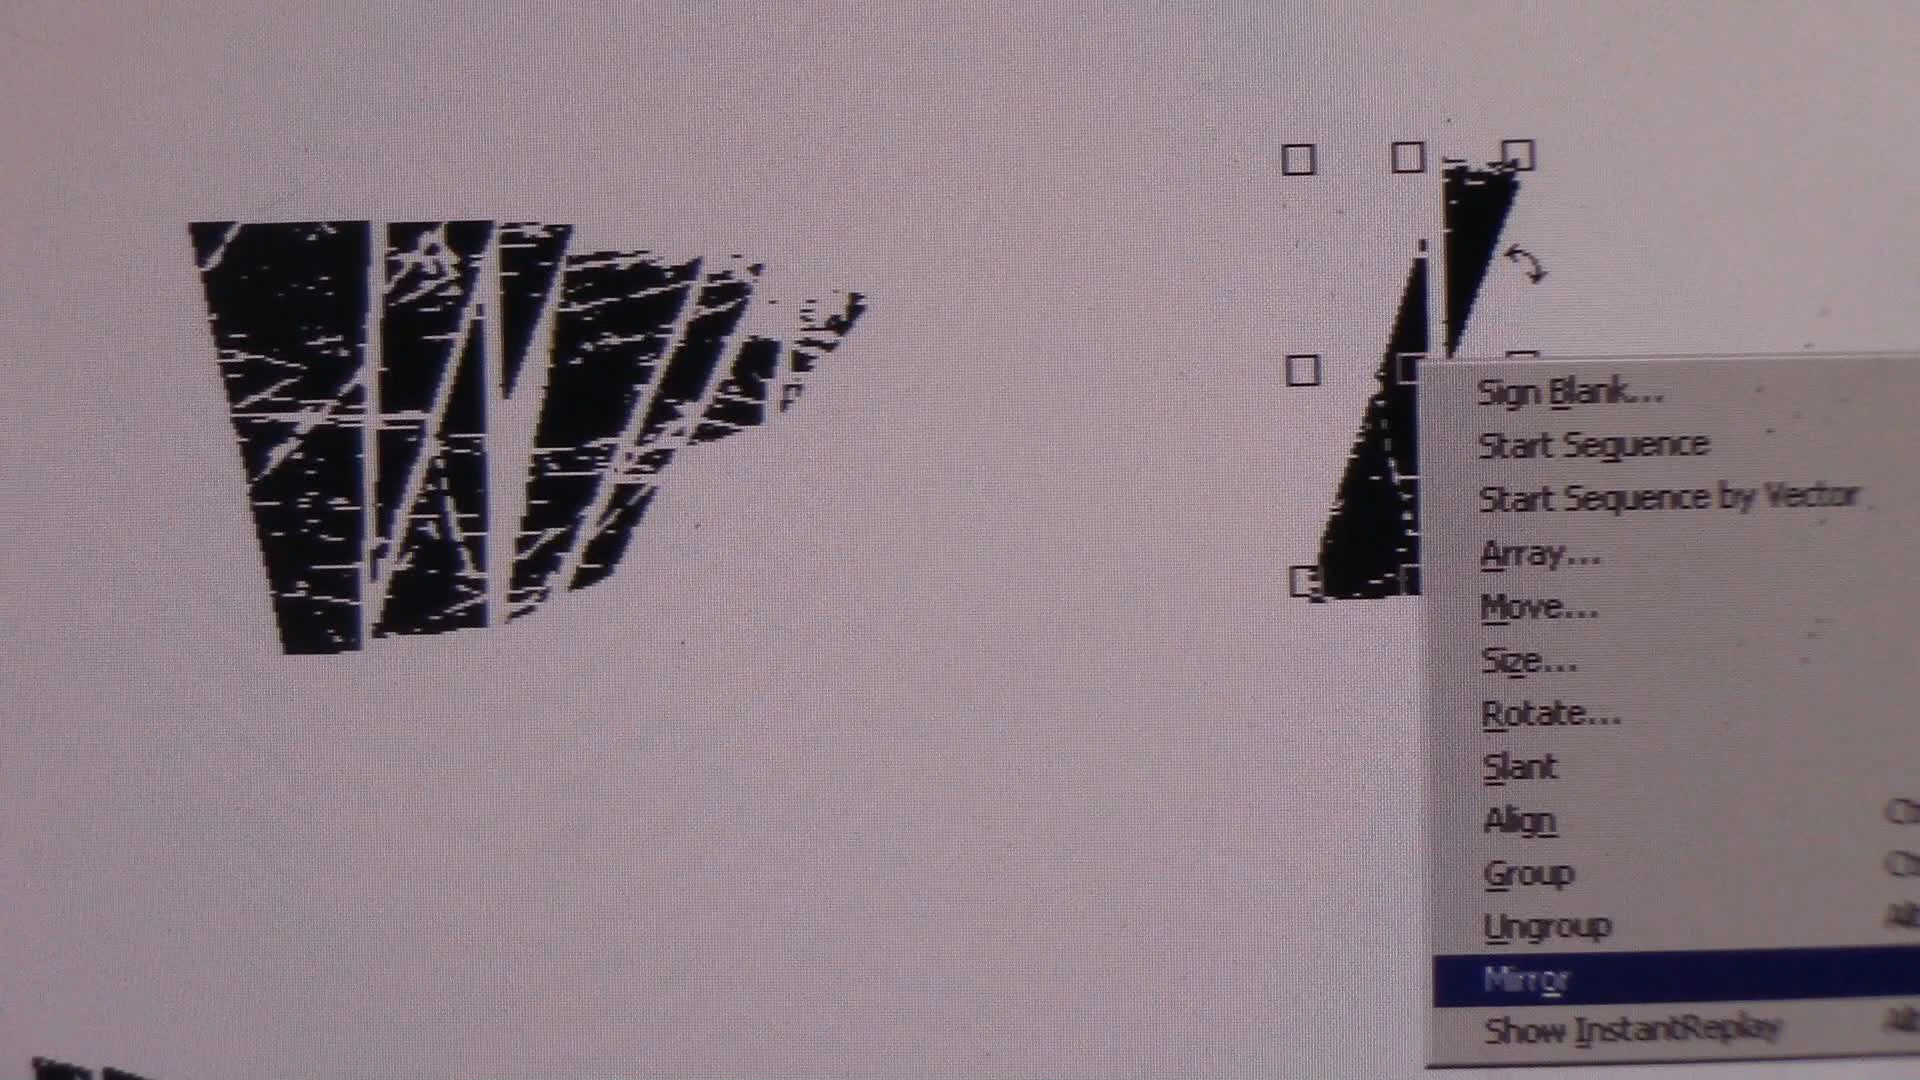 Sign Blank...
Start Sequence
Start Sequence by Vector
Array...
Move...
Size...
Rotate...
Slant
Align
Group
Ungroup
Mirror
Show InstantReplay